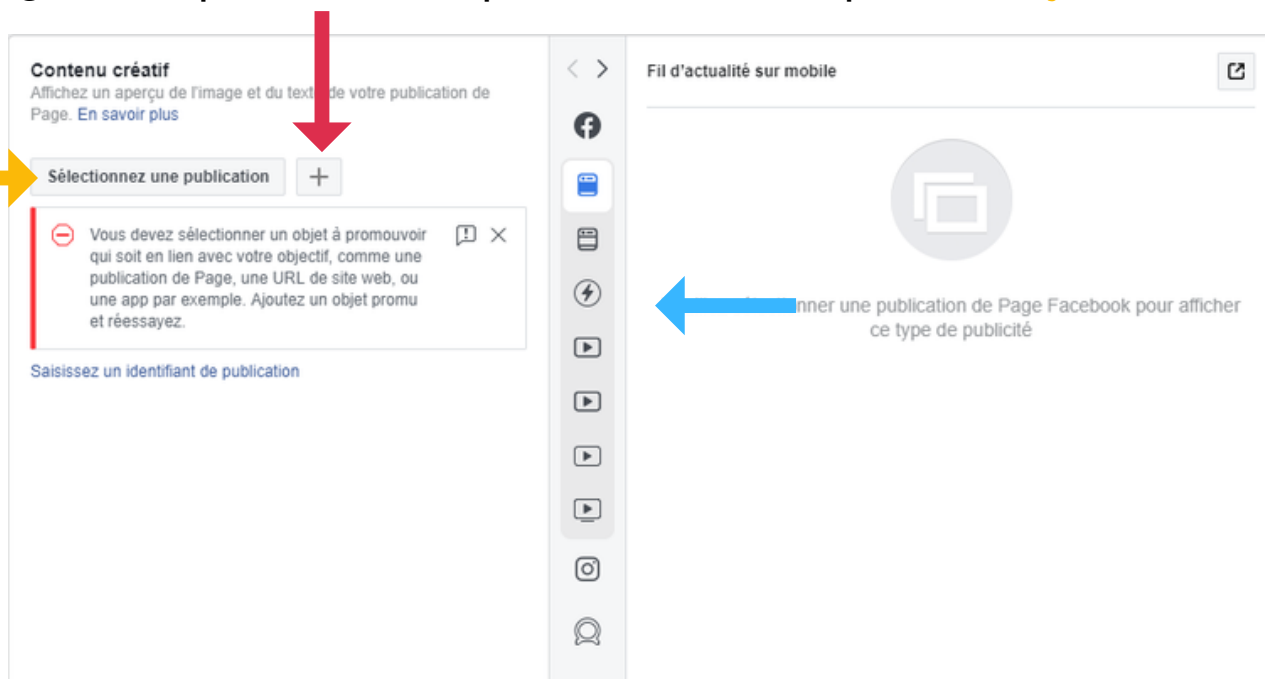 Contenu créatif
Affichez un aperçu de l'image et du texte de votre publication de
Page. En savoir plus
Sélectionnez une publication
Vous devez sélectionner un objet à promouvoir
qui soit en lien avec votre objectif, comme une
publication de Page, une URL de site web, ou
une app par exemple. Ajoutez un objet promu
et réessayez.
Saisissez un identifiant de publication
Fil d'actualité sur mobile
une publication de Page Facebook pour afficher
ce type de publicité